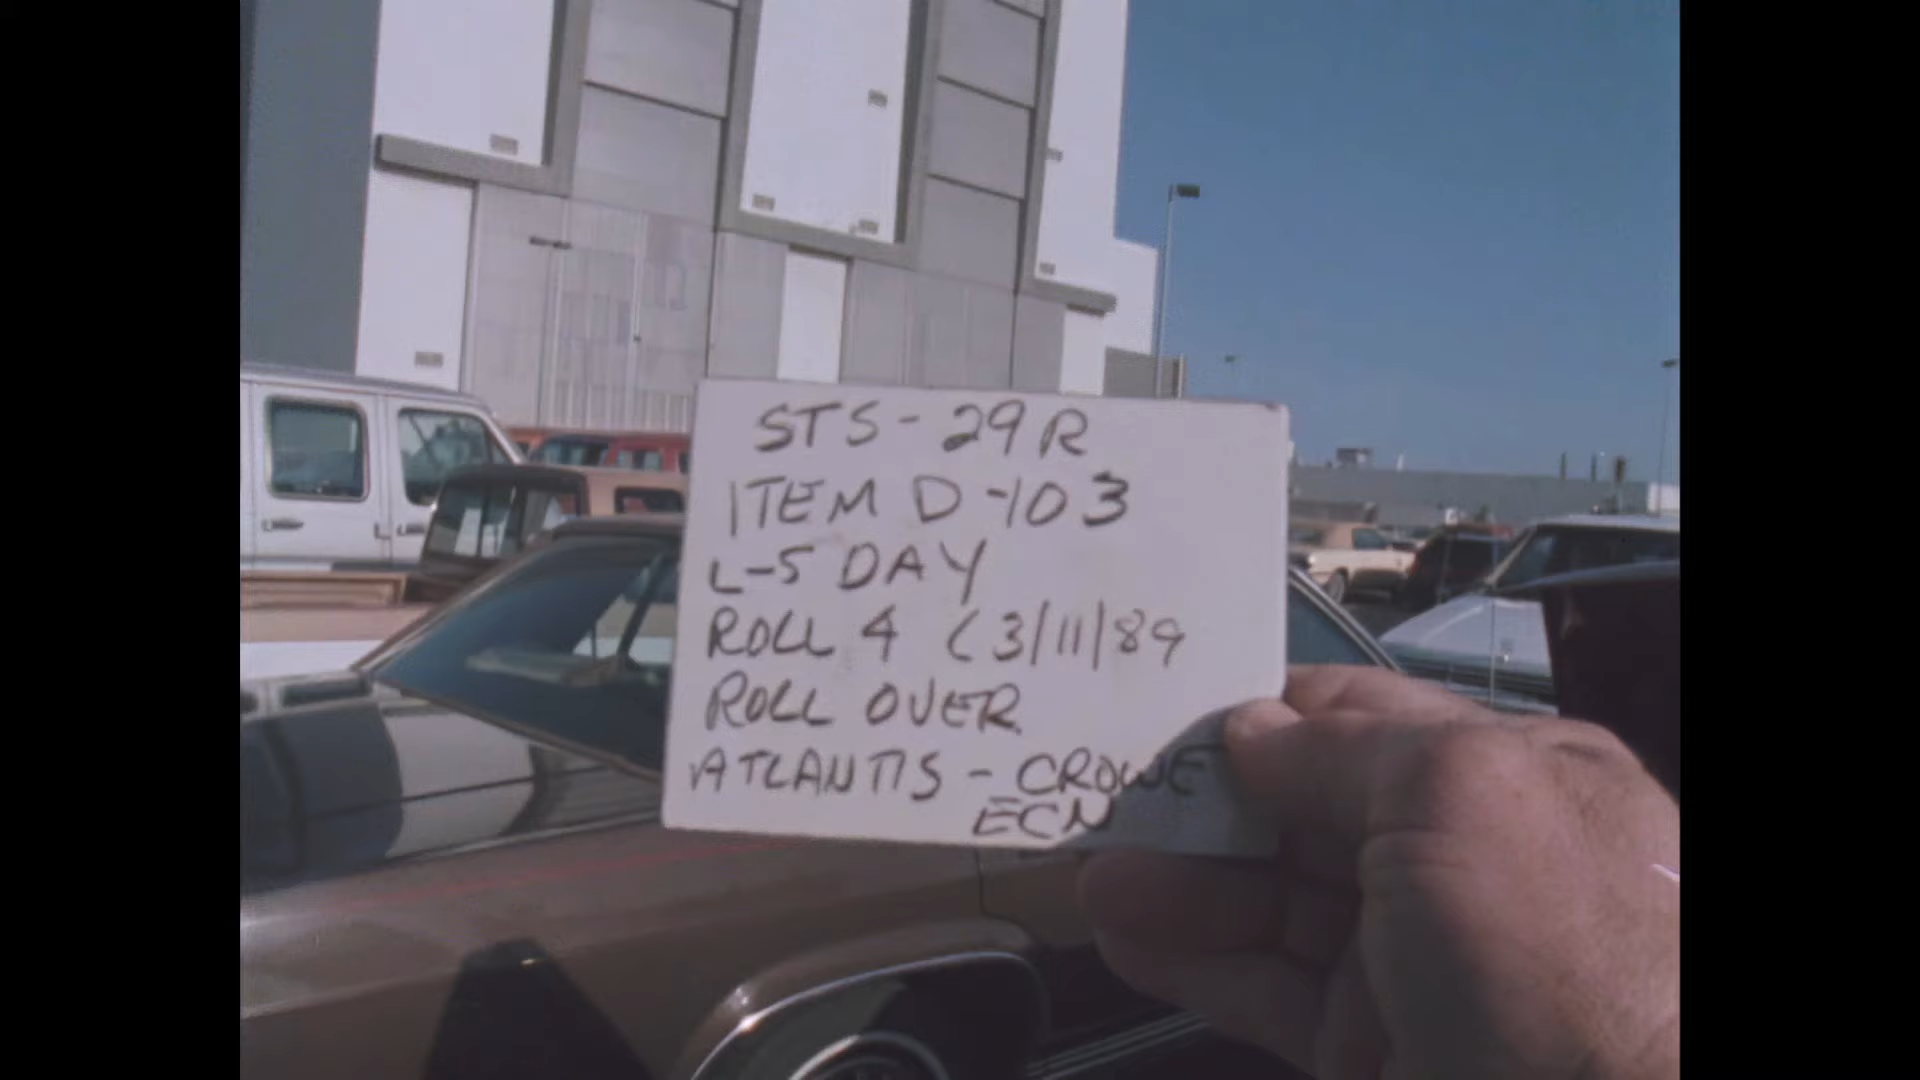 STS-29R
ITEM D-103
L-5 DAY
ROLL 4 (3/11/89
ROLL OVER
ATLANTIS - CROWE
ECN